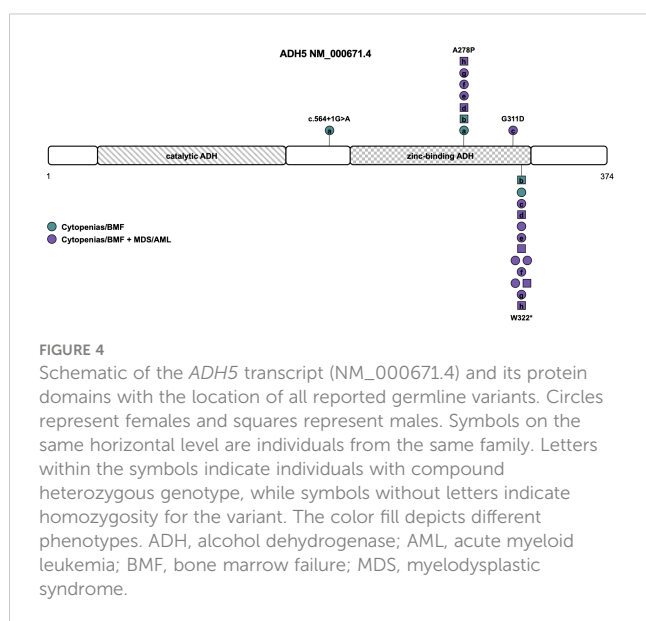 A278P
ADH5 NM_000671.4
h
g
f
e
d
c.564+1G>A b G311D
a a c
catalytic ADH zinc-binding ADH
1 374
b
Cytopenias/BMF
c
Cytopenias/BMF + MDS/AML d
e
f
g
h
W322*
FIGURE 4
Schematic of the ADH5 transcript (NM_000671.4) and its protein
domains with the location of all reported germline variants. Circles
represent females and squares represent males. Symbols on the
same horizontal level are individuals from the same family. Letters
within the symbols indicate individuals with compound
heterozygous genotype, while symbols without letters indicate
homozygosity for the variant. The color fill depicts different
phenotypes. ADH, alcohol dehydrogenase; AML, acute myeloid
leukemia; BMF, bone marrow failure; MDS, myelodysplastic
syndrome.